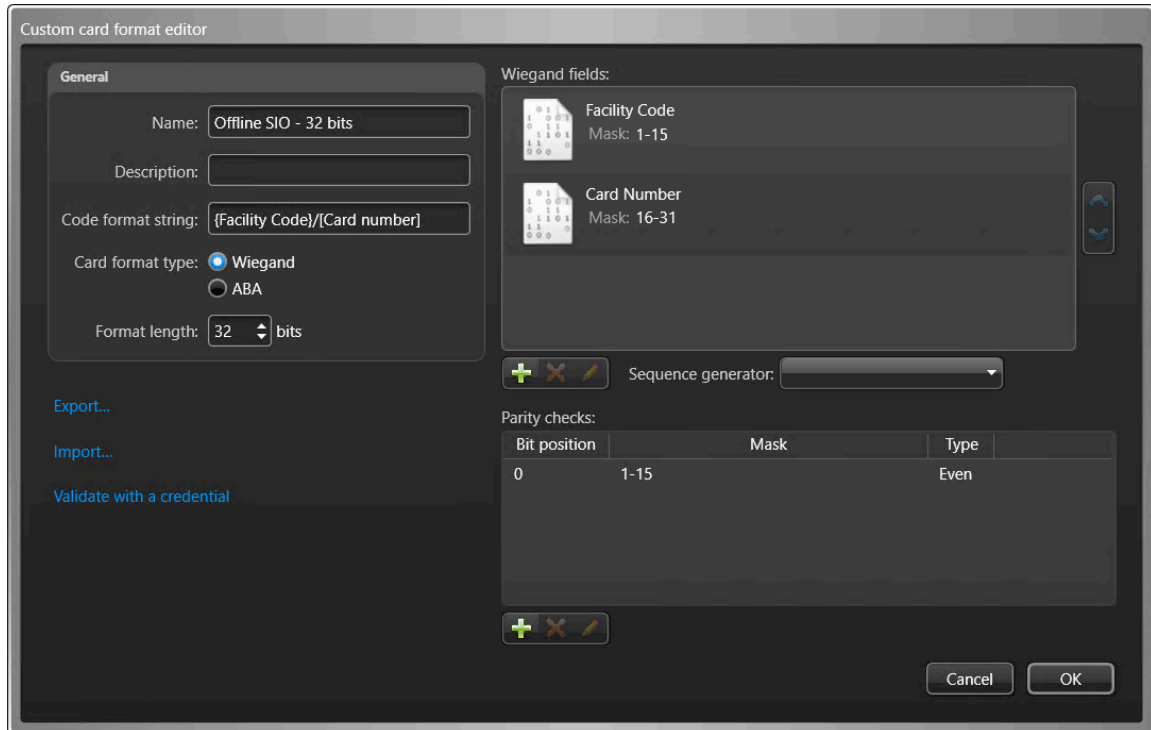 Custom card format editor
General
Name: Offline SIO - 32 bits
Description:
Code format string: {Facility Code}/[Card number]
Card format type: Wiegand
ABA
Format length: 32 bits
Export...
Import...
Validate with a credential
Wiegand fields:
Facility Code
Mask: 1-15
Card Number
Mask: 16-31
Sequence generator:
Parity checks:
Bit position Mask Type
0 1-15 Even
Cancel OK